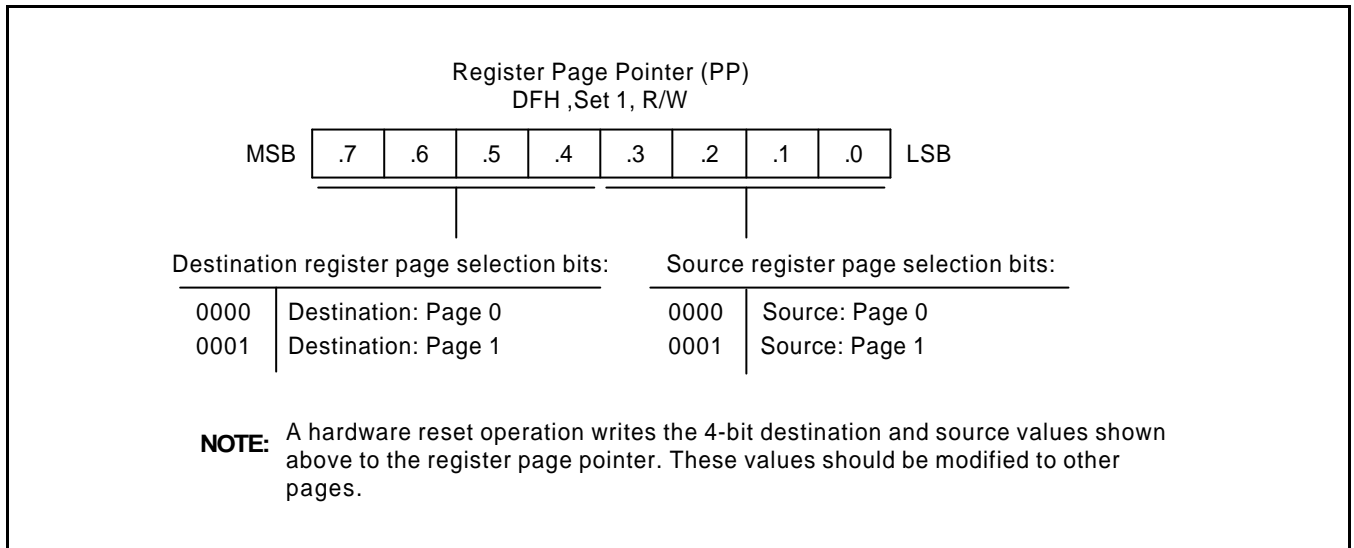 Register Page Pointer (PP)
DFH ,Set 1, R/W
MSB .7 .6 .5 .4 .3 .2 .1 .0 LSB
Destination register page selection bits:
0000 Destination: Page 0
0001 Destination: Page 1
Source register page selection bits:
0000 Source: Page 0
0001 Source: Page 1
NOTE: A hardware reset operation writes the 4-bit destination and source values shown
above to the register page pointer. These values should be modified to other
pages.